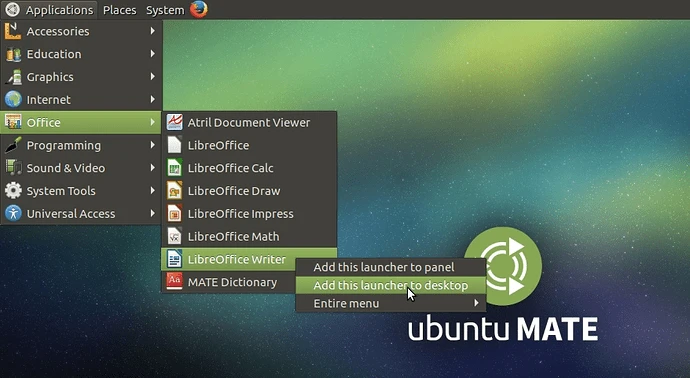 Applications Places System
Accessories
Education
Graphics
Internet
Office
Programming
Sound & Video
System Tools
Universal Access
Atril Document Viewer
LibreOffice
LibreOffice Calc
LibreOffice Draw
LibreOffice Impress
LibreOffice Math
LibreOffice Writer
MATE Dictionary
Add this launcher to panel
Add this launcher to desktop
Entire menu
ubuntu MATE